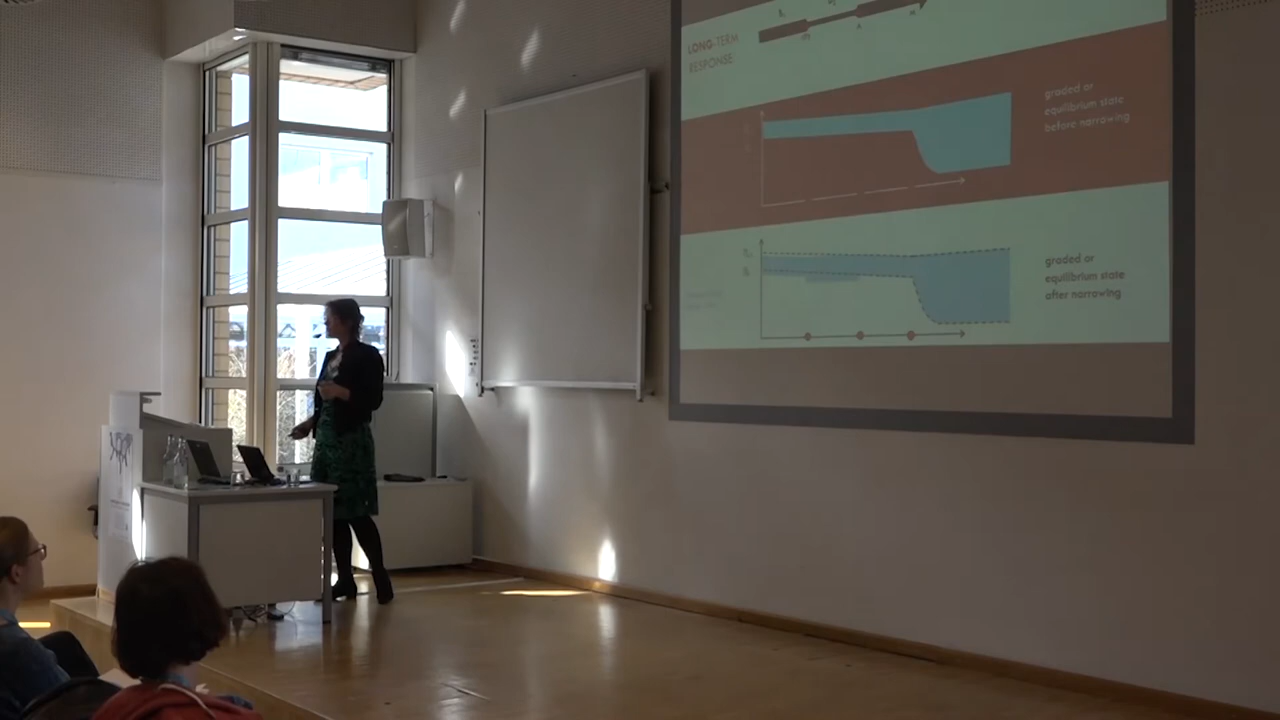 LONG-TERM
RESPONSE
graded or
equilibrium state
before narrowing
graded or
equilibrium state
after narrowing